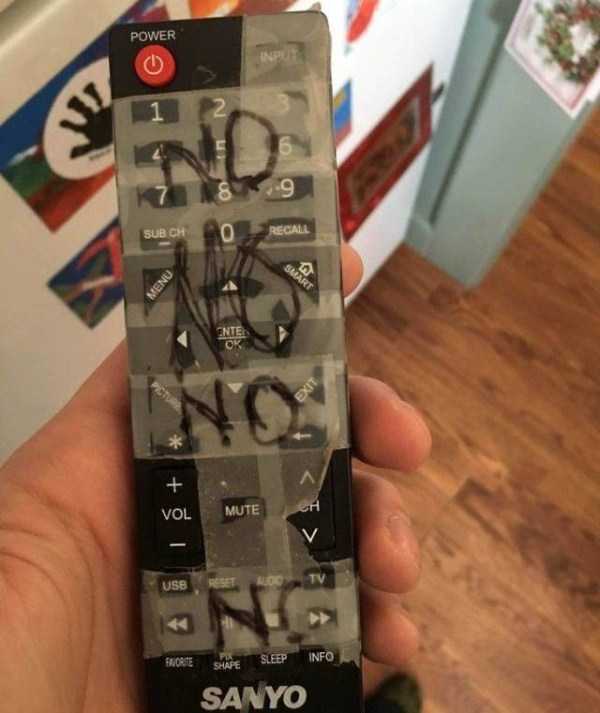 POWER
INPUT
1 2 3
NO
4 5 6
7 8 -9
SUB CH 0 RECALL
MENU SMART
NO
ENTER
OK
PICTURE EXIT
NO
*
+ ∧
VOL MUTE CH
− ∨
USB RESET AUDIO TV
NO
FAVORITE PIX SHAPE SLEEP INFO
SANYO